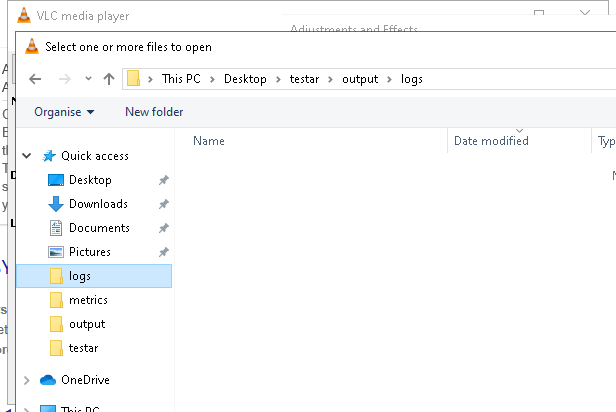 VLC media player
Adjustments and Effects
Select one or more files to open
This PC > Desktop > testar > output > logs
Organise New folder
Name Date modified Typ
Quick access
Desktop
Downloads
Documents
Pictures
logs
metrics
output
testar
OneDrive
This PC